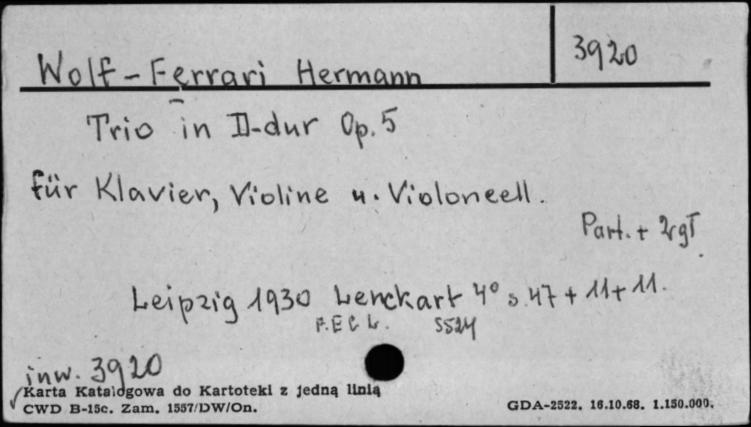 Wolf-Ferrari Hermann 3920
Trio in D-dur Op. 5
für Klavier, Violine u. Violoncell.
Part. + 2 gł
Leipzig 1930 Leuckart 4° s. 47 + 11 + 11.
F.E.C.L. 5524
inw. 3920
Karta Katalogowa do Kartoteki z jedną linią
CWD B-15c. Zam. 1557/DW/On. GDA-2522. 16.10.68. 1.150.000.